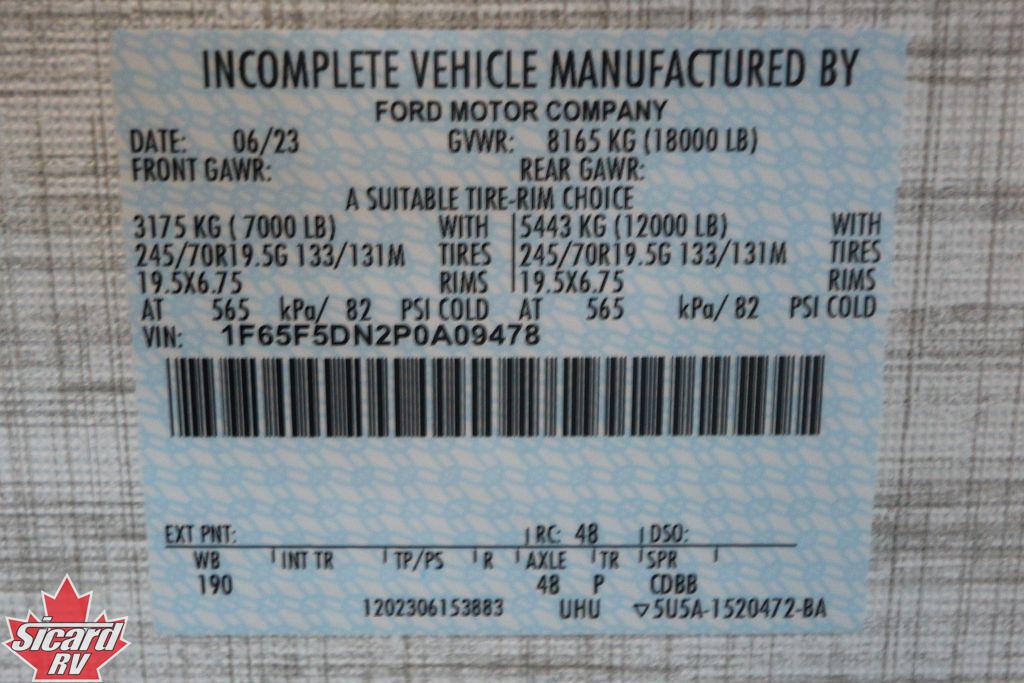 INCOMPLETE VEHICLE MANUFACTURED BY
FORD MOTOR COMPANY
DATE: 06/23 GVWR: 8165 KG (18000 LB)
FRONT GAWR: REAR GAWR:
A SUITABLE TIRE-RIM CHOICE
3175 KG ( 7000 LB) WITH 5443 KG (12000 LB) WITH
245/70R19.5G 133/131M TIRES 245/70R19.5G 133/131M TIRES
19.5X6.75 RIMS 19.5X6.75 RIMS
AT 565 kPa/ 82 PSI COLD AT 565 kPa/ 82 PSI COLD
VIN: 1F65F5DN2P0A09478
EXT PNT: RC: 48 DSO:
WB INT TR TP/PS R AXLE TR SPR
190 48 P CDBB
1202306153883 UHU ▽5U5A-1520472-BA
Sicard
RV